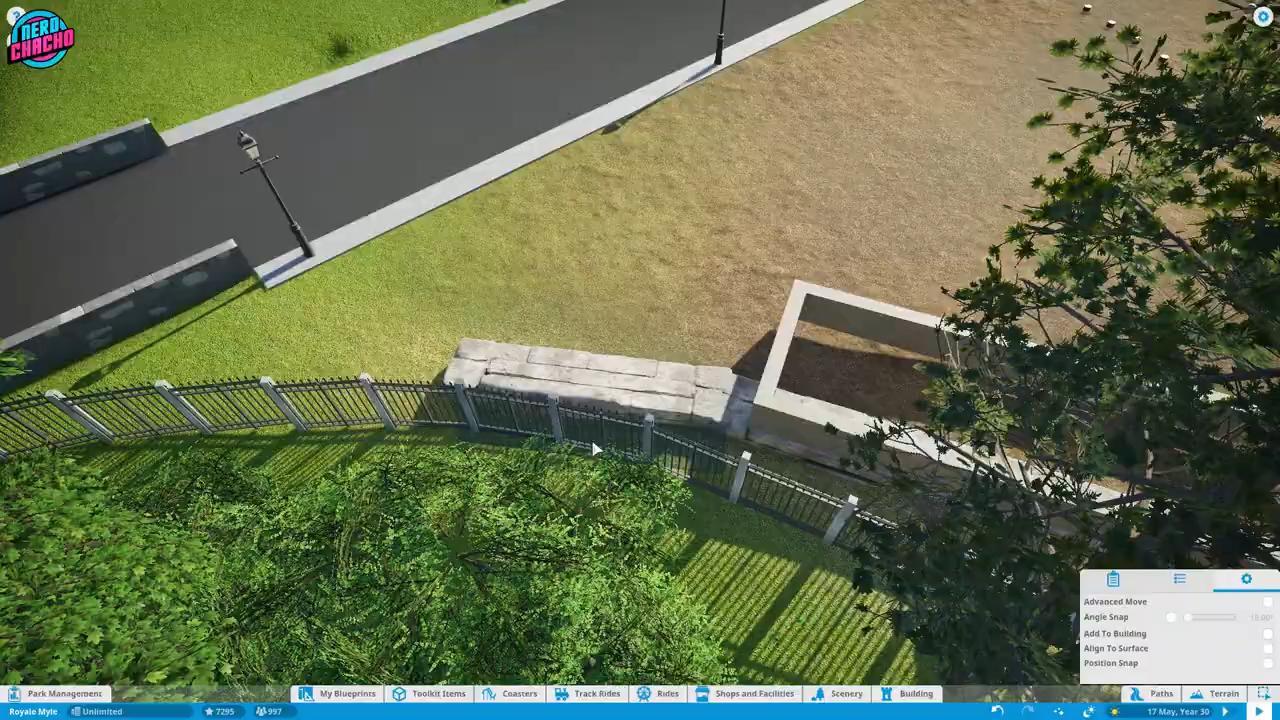 ?
NERD
CHACHO
Advanced Move
Angle Snap
Add To Building
Align To Surface
Position Snap
Park Management
My Blueprints
Toolkit Items
Coasters
Track Rides
Rides
Shops and Facilities
Scenery
Building
Paths
Terrain
Royale Myle
Unlimited
7295
997
17 May, Year 30